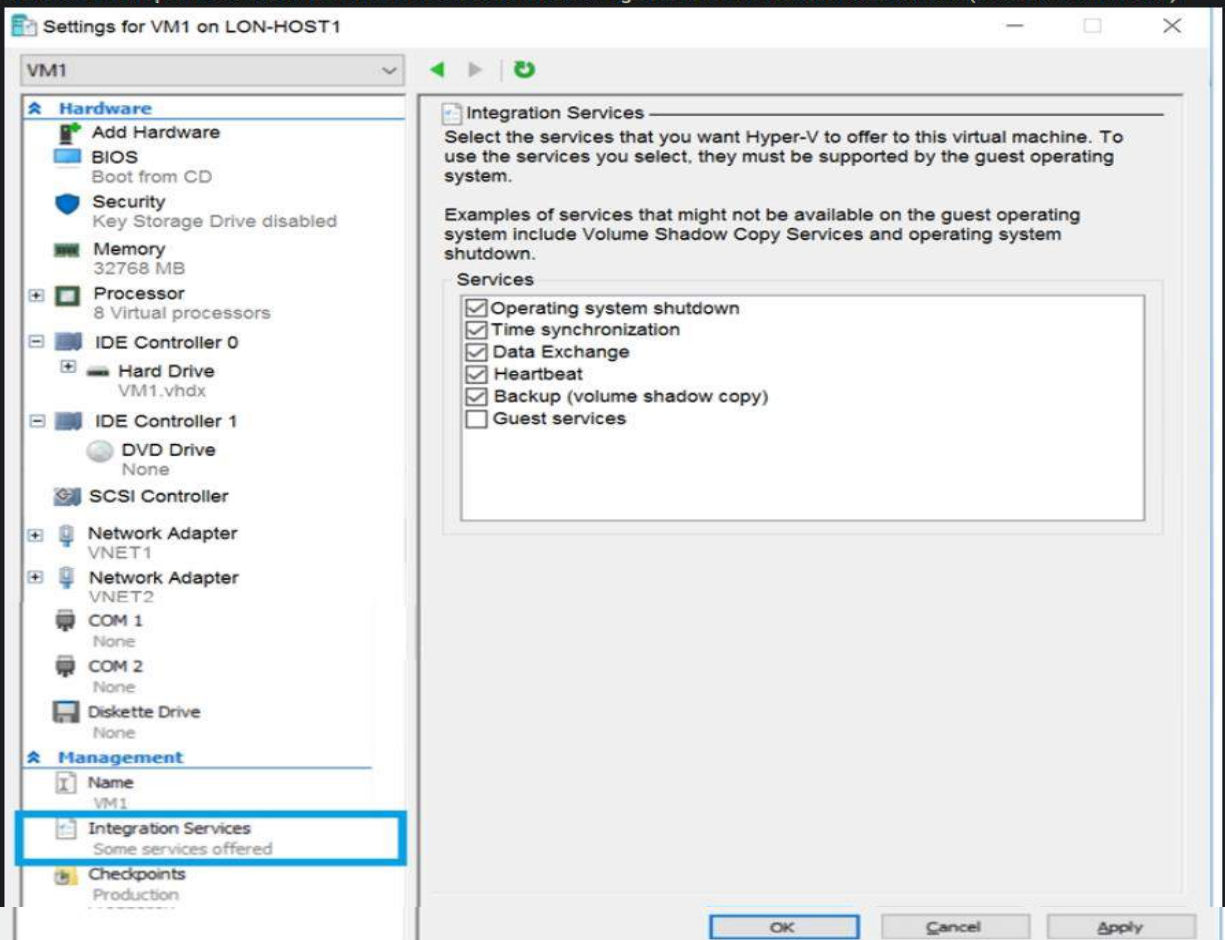 Settings for VM1 on LON-HOST1
VM1
Hardware
Add Hardware
BIOS
Boot from CD
Security
Key Storage Drive disabled
Memory
32768 MB
Processor
8 Virtual processors
IDE Controller 0
Hard Drive
VM1.vhdx
IDE Controller 1
DVD Drive
None
SCSI Controller
Network Adapter
VNET1
Network Adapter
VNET2
COM 1
None
COM 2
None
Diskette Drive
None
Management
Name
VM1
Integration Services
Some services offered
Checkpoints
Production
Integration Services
Select the services that you want Hyper-V to offer to this virtual machine. To
use the services you select, they must be supported by the guest operating
system.
Examples of services that might not be available on the guest operating
system include Volume Shadow Copy Services and operating system
shutdown.
Services
Operating system shutdown
Time synchronization
Data Exchange
Heartbeat
Backup (volume shadow copy)
Guest services
OK
Cancel
Apply